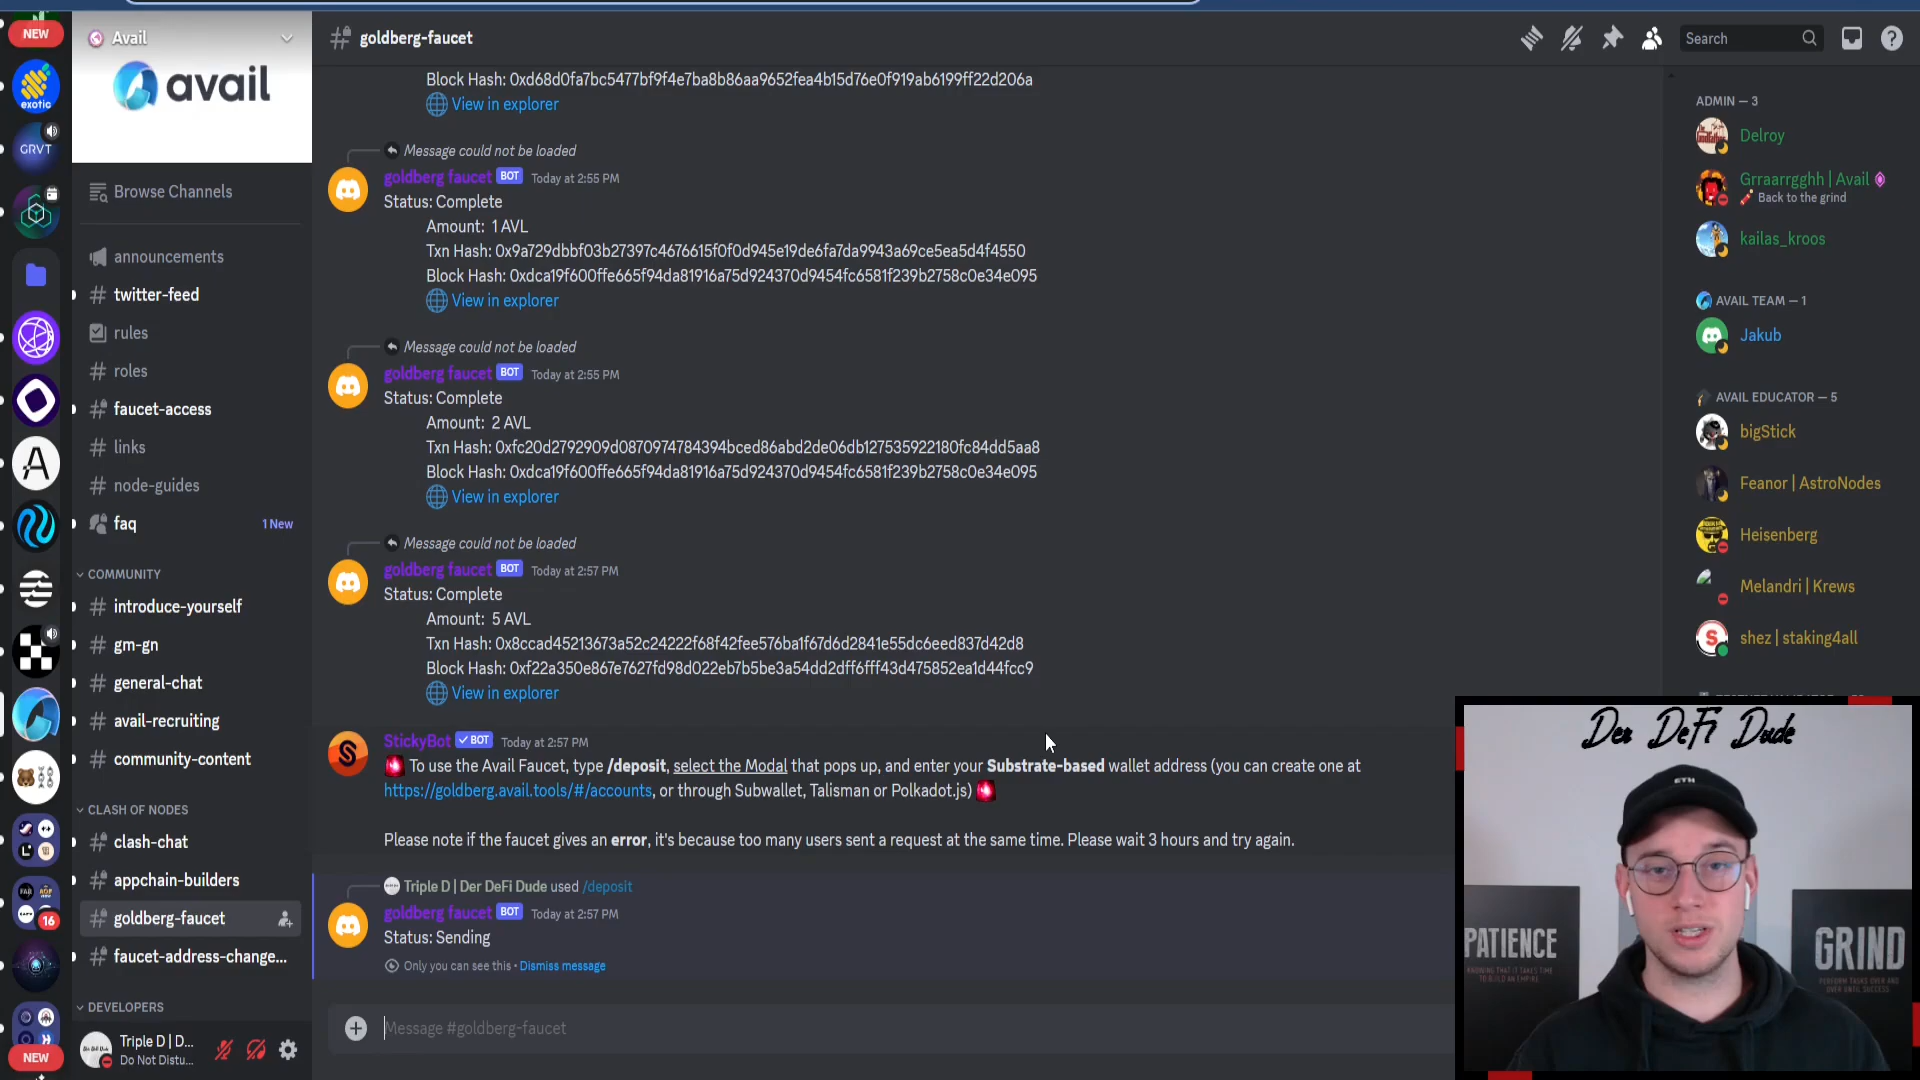 NEW
exotic
GRVT
A
16
NEW
Avail
avail
Browse Channels
announcements
twitter-feed
rules
roles
faucet-access
links
node-guides
faq
1 New
COMMUNITY
introduce-yourself
gm-gn
general-chat
avail-recruiting
community-content
CLASH OF NODES
clash-chat
appchain-builders
goldberg-faucet
faucet-address-change...
DEVELOPERS
Triple D | D...
Do Not Distu...
goldberg-faucet
Search
Block Hash: 0xd68d0fa7bc5477bf9f4e7ba8b86aa9652fea4b15d76e0f919ab6199ff22d206a
View in explorer
Message could not be loaded
goldberg faucet BOT Today at 2:55 PM
Status: Complete
Amount: 1 AVL
Txn Hash: 0x9a729dbbf03b27397c4676615f0f0d945e19de6fa7da9943a69ce5ea5d4f4550
Block Hash: 0xdca19f600ffe665f94da81916a75d924370d9454fc6581f239b2758c0e34e095
View in explorer
Message could not be loaded
goldberg faucet BOT Today at 2:55 PM
Status: Complete
Amount: 2 AVL
Txn Hash: 0xfc20d2792909d0870974784394bced86abd2de06db127535922180fc84dd5aa8
Block Hash: 0xdca19f600ffe665f94da81916a75d924370d9454fc6581f239b2758c0e34e095
View in explorer
Message could not be loaded
goldberg faucet BOT Today at 2:57 PM
Status: Complete
Amount: 5 AVL
Txn Hash: 0x8ccad45213673a52c24222f68f42fee576ba1f67d6d2841e55dc6eed837d42d8
Block Hash: 0xf22a350e867e7627fd98d022eb7b5be3a54dd2dff6fff43d475852ea1d44fcc9
View in explorer
StickyBot BOT Today at 2:57 PM
To use the Avail Faucet, type /deposit, select the Modal that pops up, and enter your Substrate-based wallet address (you can create one at
https://goldberg.avail.tools/#/accounts, or through Subwallet, Talisman or Polkadot.js)
Please note if the faucet gives an error, it's because too many users sent a request at the same time. Please wait 3 hours and try again.
Triple D | Der DeFi Dude used /deposit
goldberg faucet BOT Today at 2:57 PM
Status: Sending
Only you can see this • Dismiss message
Message #goldberg-faucet
ADMIN — 3
Delroy
Grraarrgghh | Avail
Back to the grind
kailas_kroos
AVAIL TEAM — 1
Jakub
AVAIL EDUCATOR — 5
bigStick
Feanor | AstroNodes
Heisenberg
Melandri | Krews
shez | staking4all
Der DeFi Dude
ETH
PATIENCE
KNOWING THAT IT TAKES TIME
TO BUILD AN EMPIRE
GRIND